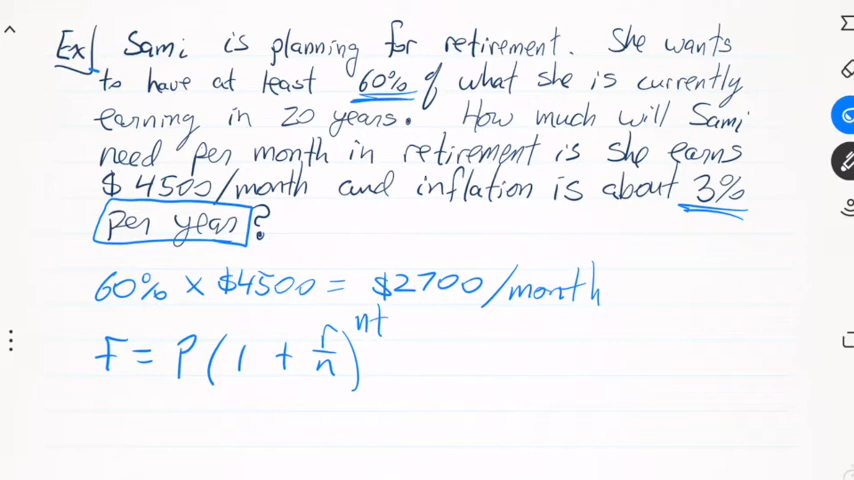 Ex| Sami is planning for retirement. She wants
to have at least 60% of what she is currently
earning in 20 years. How much will Sami
need per month in retirement is she earns
$4500/month and inflation is about 3%
per year?
60% × $4500 = $2700/month
F = P(1 + r/n)^nt